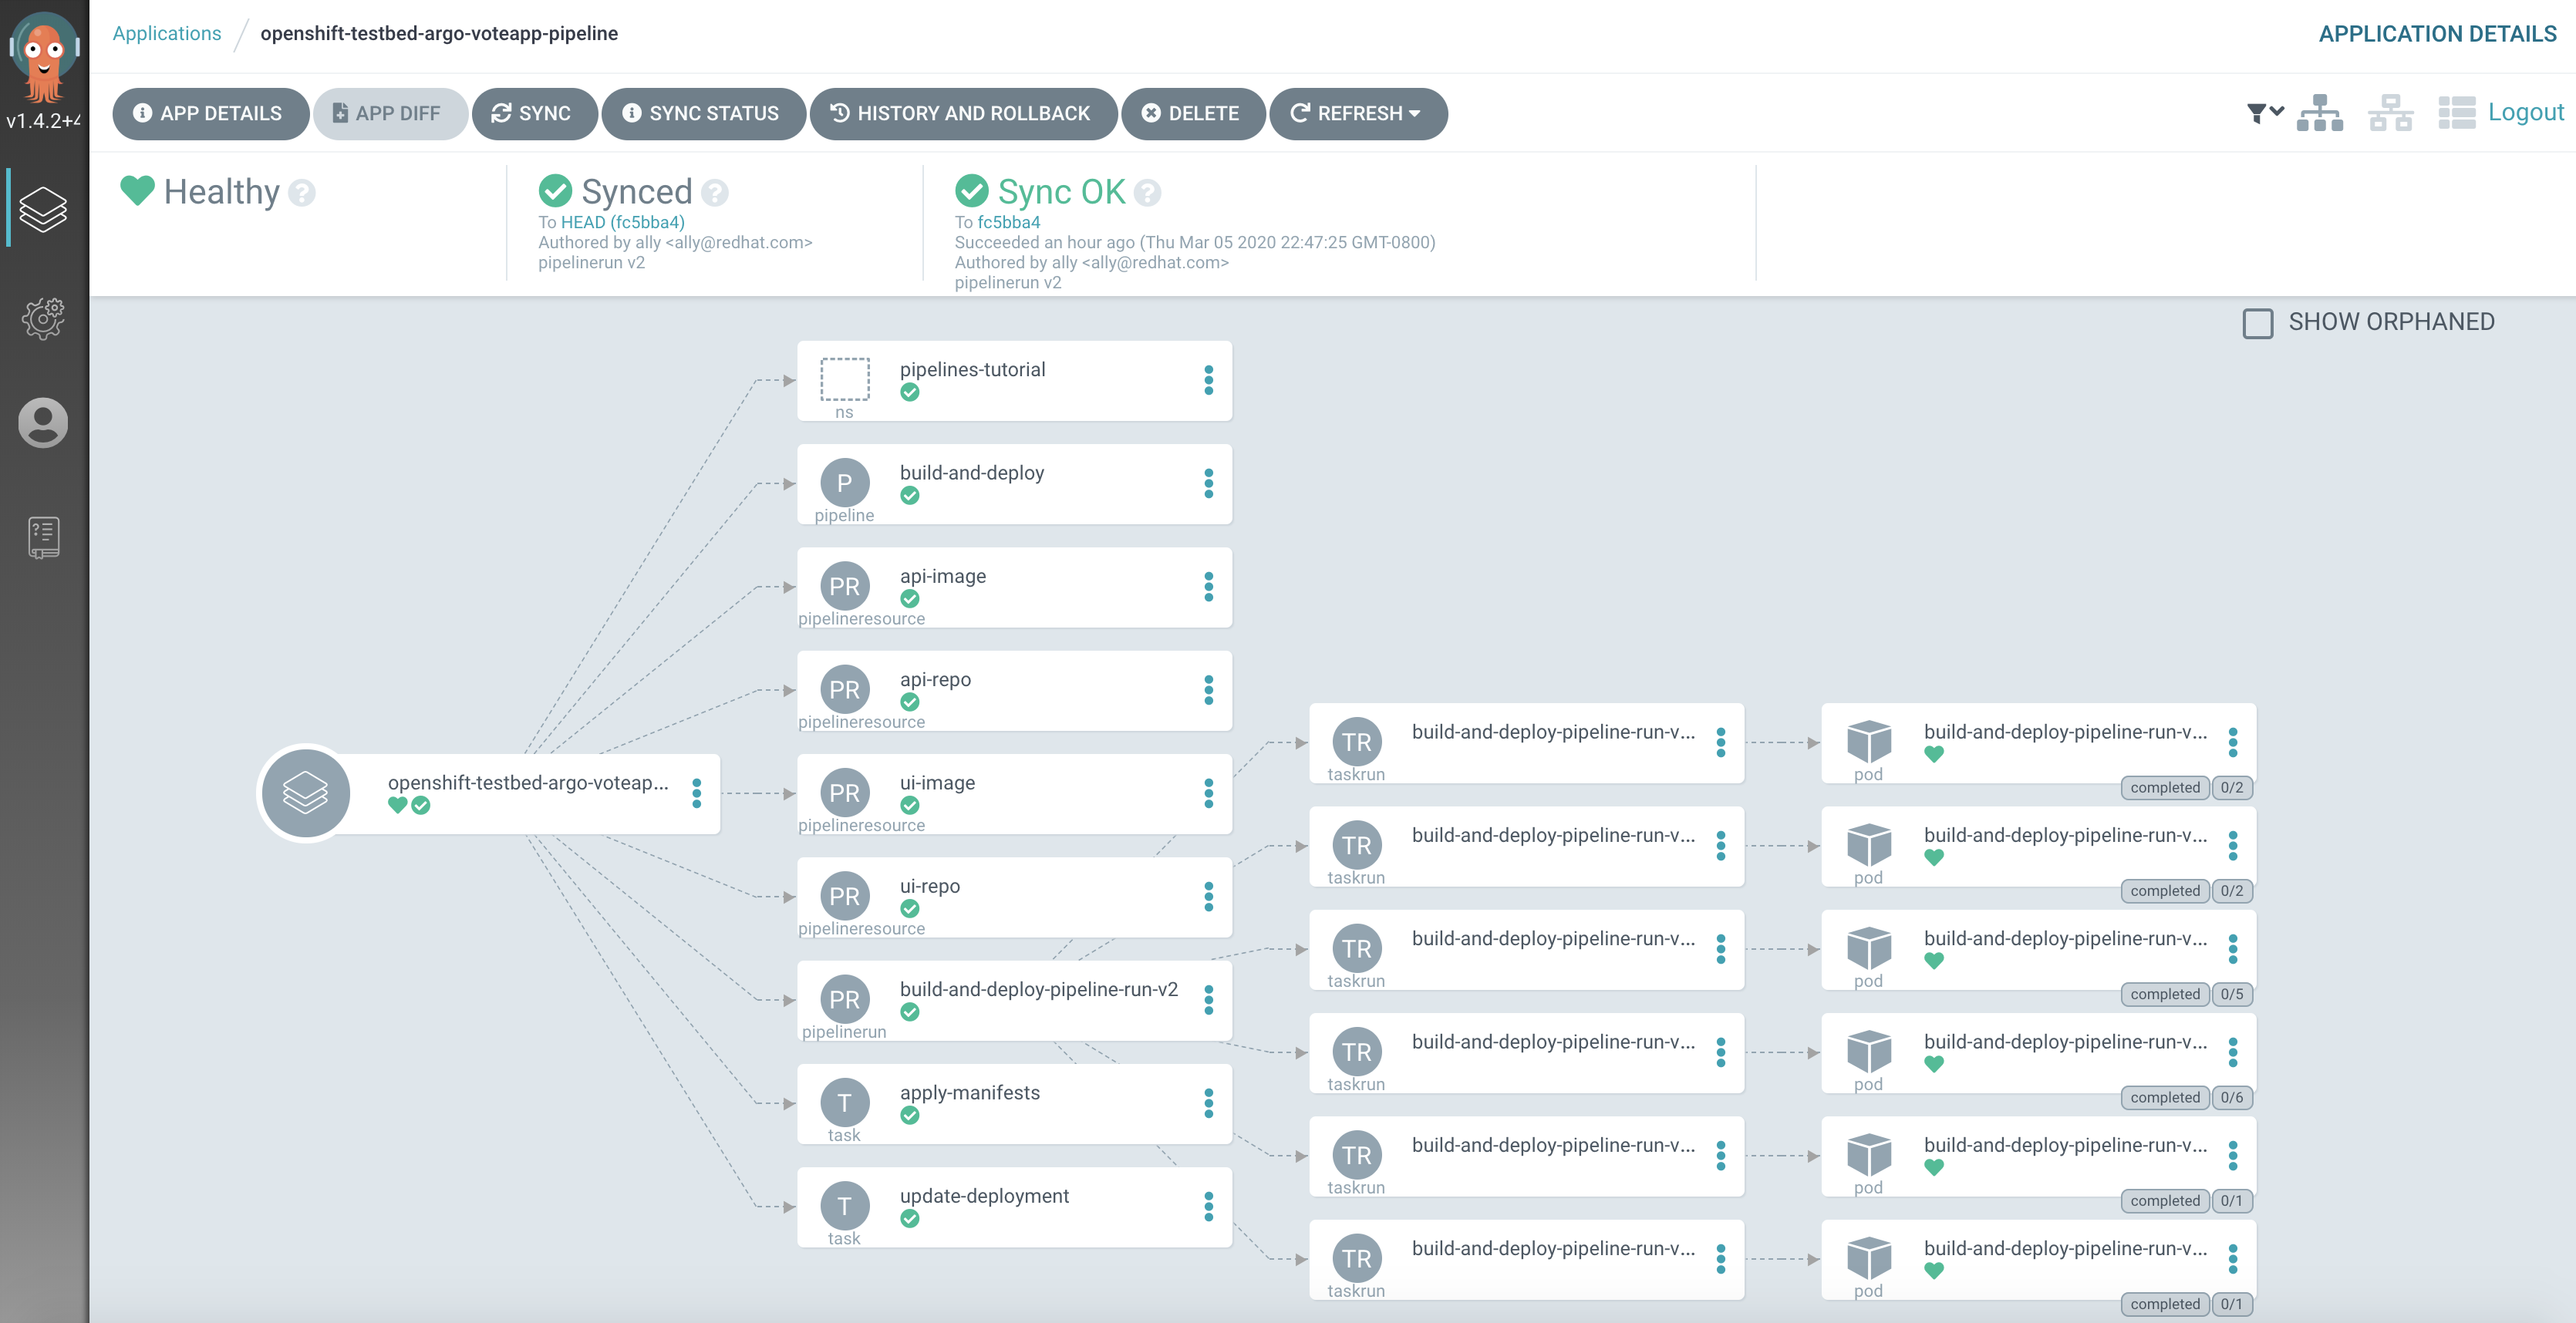 Applications / openshift-testbed-argo-voteapp-pipeline
APPLICATION DETAILS
v1.4.2+4
APP DETAILS
APP DIFF
SYNC
SYNC STATUS
HISTORY AND ROLLBACK
DELETE
REFRESH
Logout
Healthy ?
Synced ?
To HEAD (fc5bba4)
Authored by ally <ally@redhat.com>
pipelinerun v2
Sync OK ?
To fc5bba4
Succeeded an hour ago (Thu Mar 05 2020 22:47:25 GMT-0800)
Authored by ally <ally@redhat.com>
pipelinerun v2
SHOW ORPHANED
openshift-testbed-argo-voteap...
pipelines-tutorial
ns
P
build-and-deploy
pipeline
PR
api-image
pipelineresource
PR
api-repo
pipelineresource
PR
ui-image
pipelineresource
PR
ui-repo
pipelineresource
PR
build-and-deploy-pipeline-run-v2
pipelinerun
T
apply-manifests
task
T
update-deployment
task
TR
build-and-deploy-pipeline-run-v...
taskrun
build-and-deploy-pipeline-run-v...
pod
completed 0/2
TR
build-and-deploy-pipeline-run-v...
taskrun
build-and-deploy-pipeline-run-v...
pod
completed 0/2
TR
build-and-deploy-pipeline-run-v...
taskrun
build-and-deploy-pipeline-run-v...
pod
completed 0/5
TR
build-and-deploy-pipeline-run-v...
taskrun
build-and-deploy-pipeline-run-v...
pod
completed 0/6
TR
build-and-deploy-pipeline-run-v...
taskrun
build-and-deploy-pipeline-run-v...
pod
completed 0/1
TR
build-and-deploy-pipeline-run-v...
taskrun
build-and-deploy-pipeline-run-v...
pod
completed 0/1